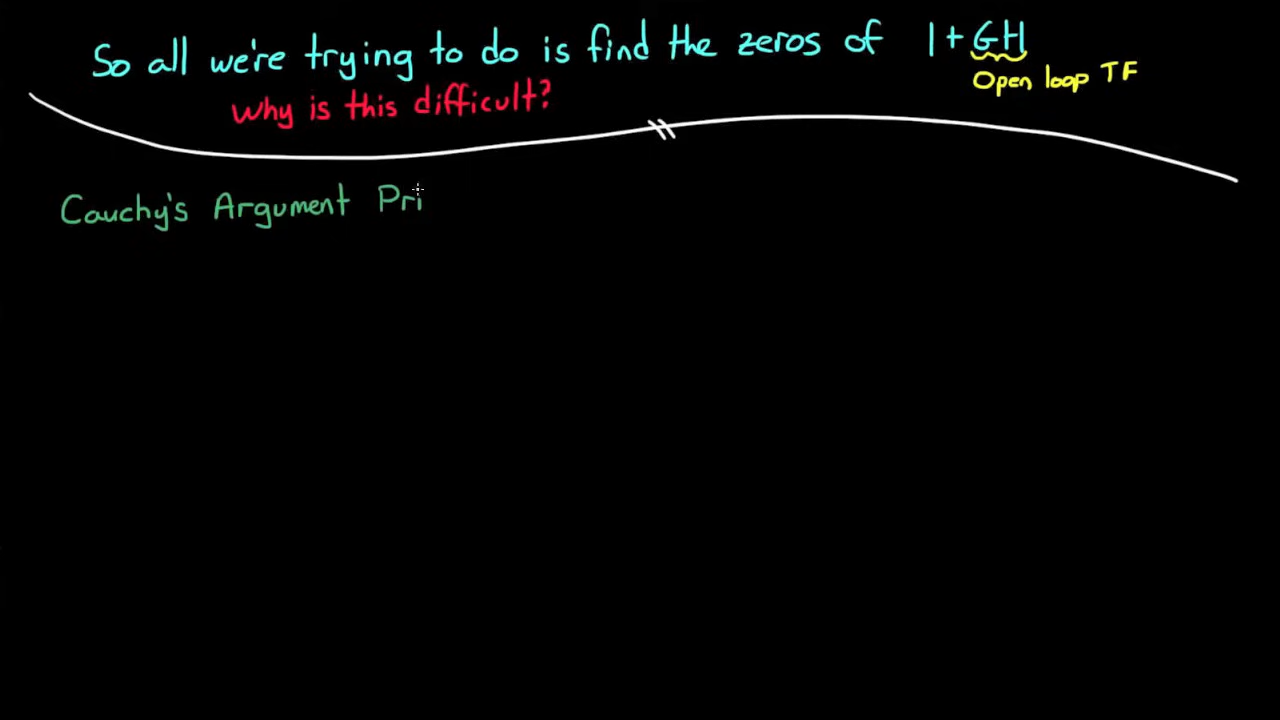 So all we're trying to do is find the zeros of 1+GH
Open loop TF
Why is this difficult?
Cauchy's Argument Pri